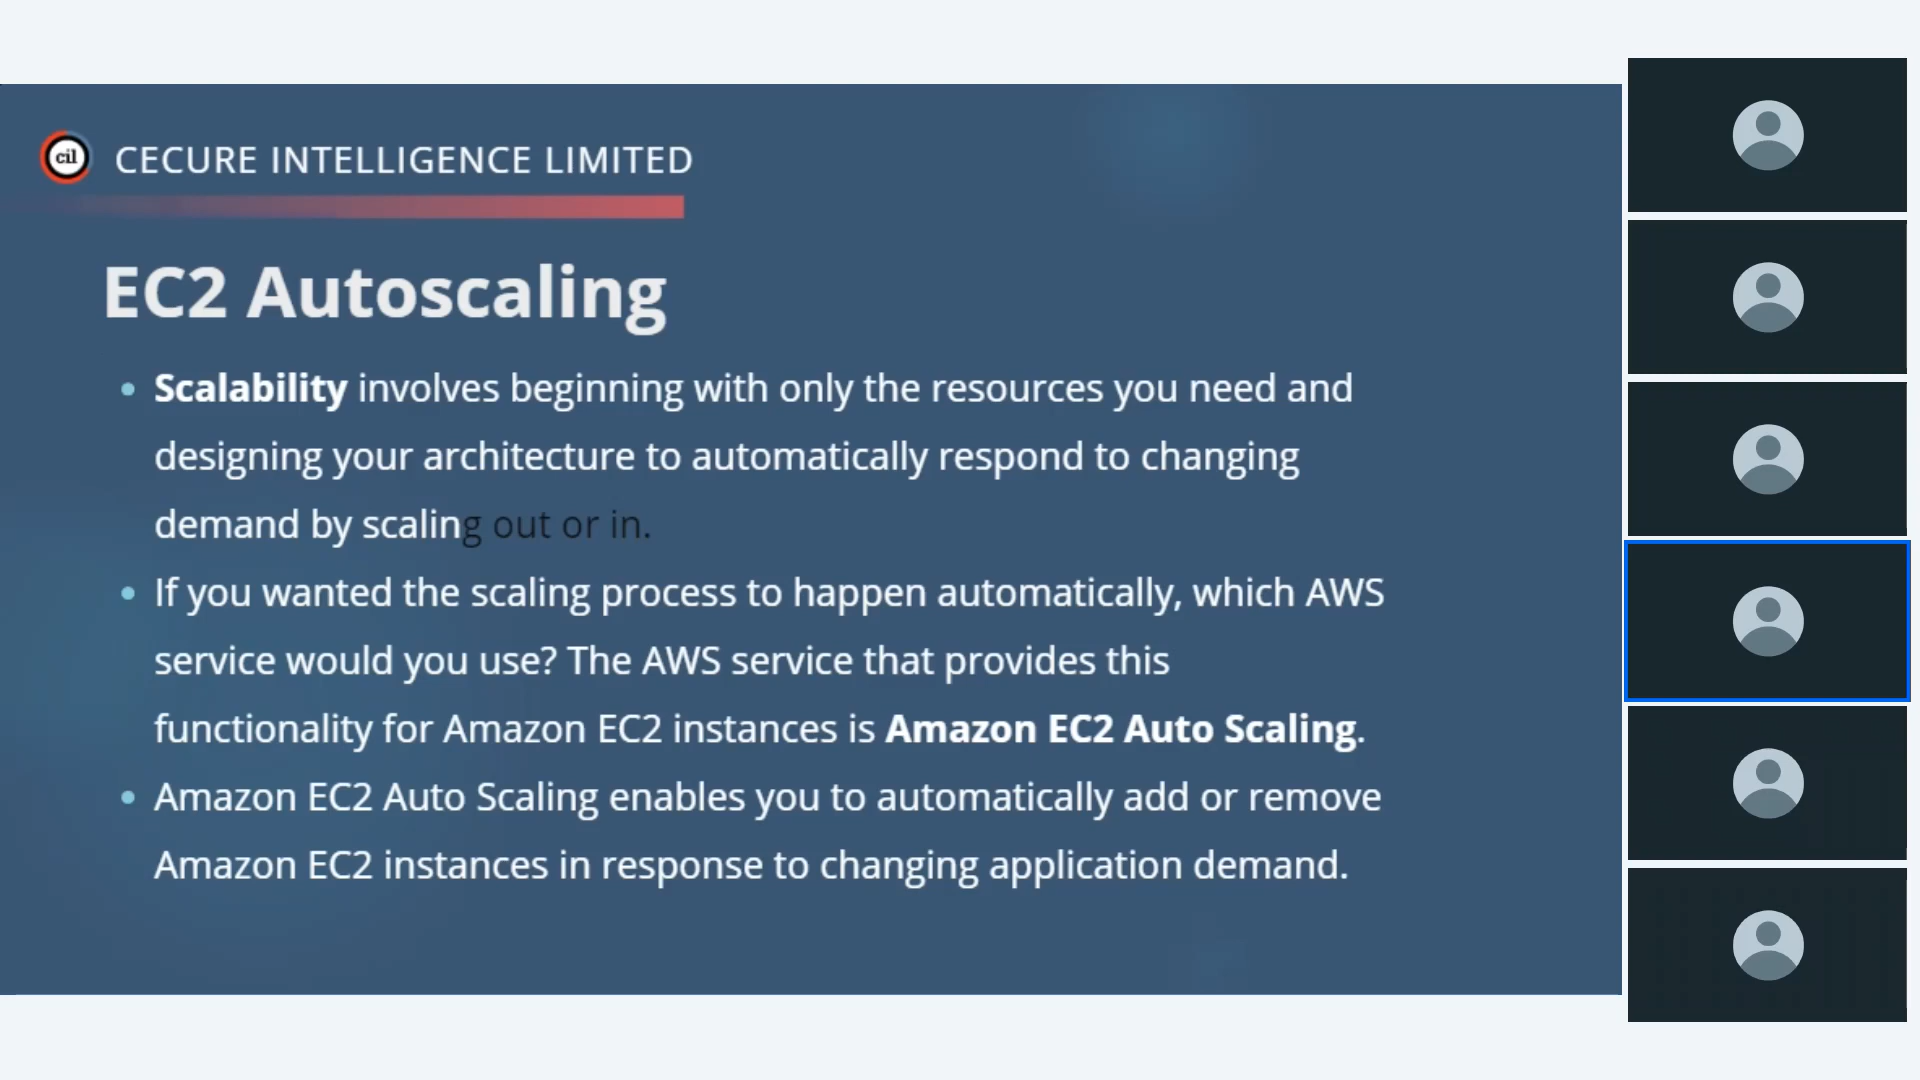 cil CECURE INTELLIGENCE LIMITED
EC2 Autoscaling
• Scalability involves beginning with only the resources you need and
designing your architecture to automatically respond to changing
demand by scaling out or in.
• If you wanted the scaling process to happen automatically, which AWS
service would you use? The AWS service that provides this
functionality for Amazon EC2 instances is Amazon EC2 Auto Scaling.
• Amazon EC2 Auto Scaling enables you to automatically add or remove
Amazon EC2 instances in response to changing application demand.